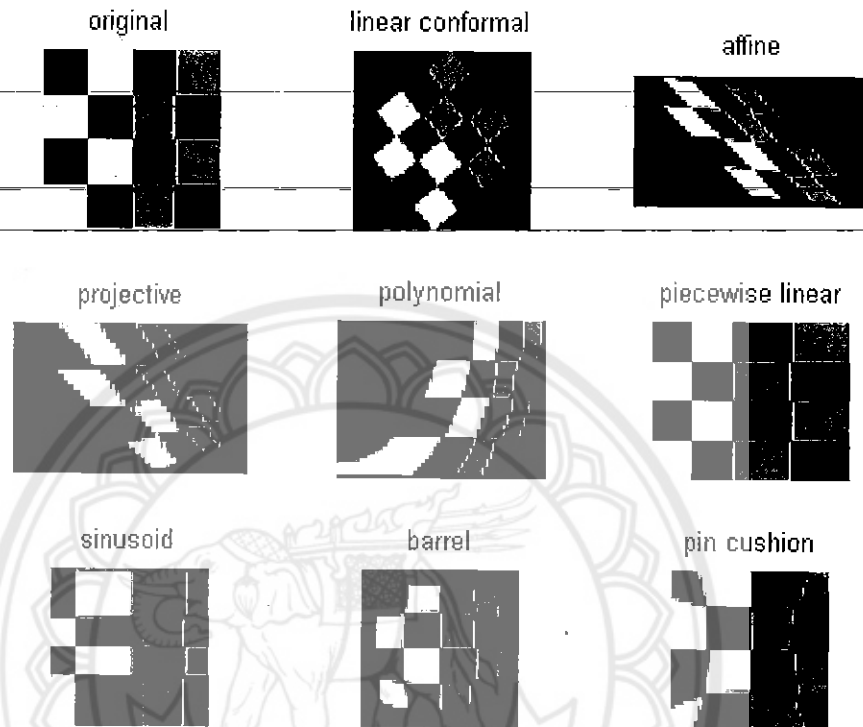 original linear conformal affine
projective polynomial piecewise linear
sinusoid barrel pin cushion